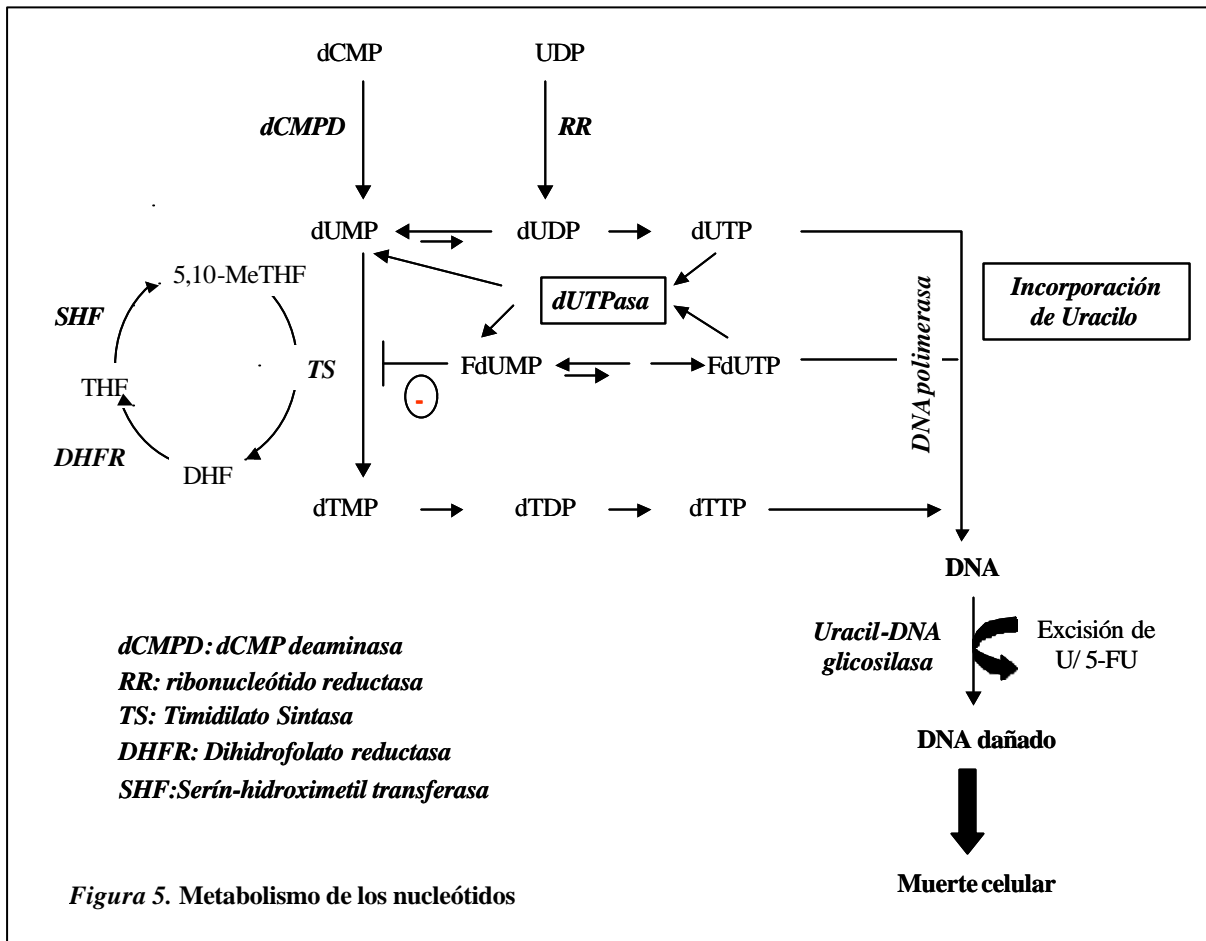 dCMP UDP
dCMPD RR
dUMP dUDP dUTP
5,10-MeTHF
dUTPasa
Incorporación
de Uracilo
SHF
TS
FdUMP FdUTP
-
THF
DNA polimerasa
DHFR
DHF
dTMP dTDP dTTP
DNA
Uracil-DNA
glicosilasa
Excisión de
U/ 5-FU
dCMPD: dCMP deaminasa
RR: ribonucleótido reductasa
TS: Timidilato Sintasa
DHFR: Dihidrofolato reductasa
SHF:Serín-hidroximetil transferasa
DNA dañado
Muerte celular
Figura 5. Metabolismo de los nucleótidos